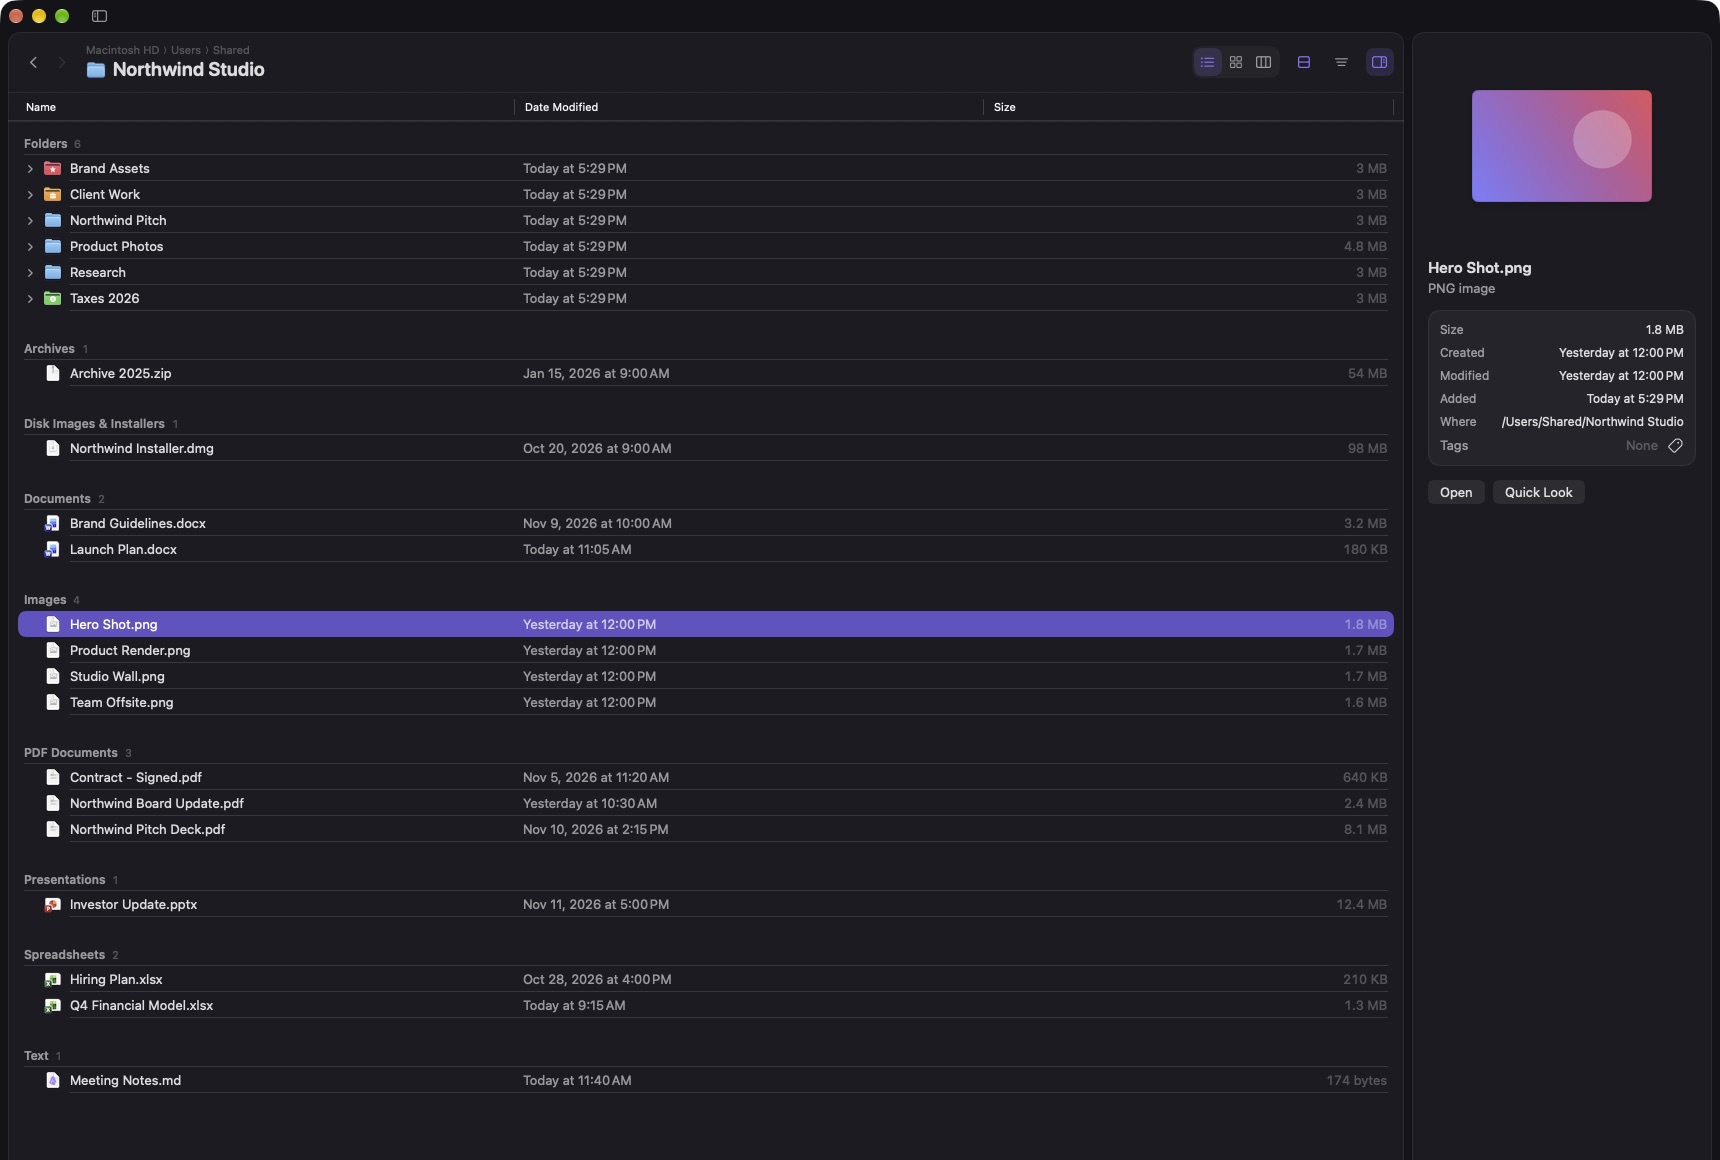 Macintosh HD › Users › Shared
Northwind Studio
Name Date Modified Size
Folders 6
Brand Assets Today at 5:29 PM 3 MB
Client Work Today at 5:29 PM 3 MB
Northwind Pitch Today at 5:29 PM 3 MB
Product Photos Today at 5:29 PM 4.8 MB
Research Today at 5:29 PM 3 MB
Taxes 2026 Today at 5:29 PM 3 MB
Archives 1
Archive 2025.zip Jan 15, 2026 at 9:00 AM 54 MB
Disk Images & Installers 1
Northwind Installer.dmg Oct 20, 2026 at 9:00 AM 98 MB
Documents 2
Brand Guidelines.docx Nov 9, 2026 at 10:00 AM 3.2 MB
Launch Plan.docx Today at 11:05 AM 180 KB
Images 4
Hero Shot.png Yesterday at 12:00 PM 1.8 MB
Product Render.png Yesterday at 12:00 PM 1.7 MB
Studio Wall.png Yesterday at 12:00 PM 1.7 MB
Team Offsite.png Yesterday at 12:00 PM 1.6 MB
PDF Documents 3
Contract - Signed.pdf Nov 5, 2026 at 11:20 AM 640 KB
Northwind Board Update.pdf Yesterday at 10:30 AM 2.4 MB
Northwind Pitch Deck.pdf Nov 10, 2026 at 2:15 PM 8.1 MB
Presentations 1
Investor Update.pptx Nov 11, 2026 at 5:00 PM 12.4 MB
Spreadsheets 2
Hiring Plan.xlsx Oct 28, 2026 at 4:00 PM 210 KB
Q4 Financial Model.xlsx Today at 9:15 AM 1.3 MB
Text 1
Meeting Notes.md Today at 11:40 AM 174 bytes
Hero Shot.png
PNG image
Size 1.8 MB
Created Yesterday at 12:00 PM
Modified Yesterday at 12:00 PM
Added Today at 5:29 PM
Where /Users/Shared/Northwind Studio
Tags None
Open Quick Look